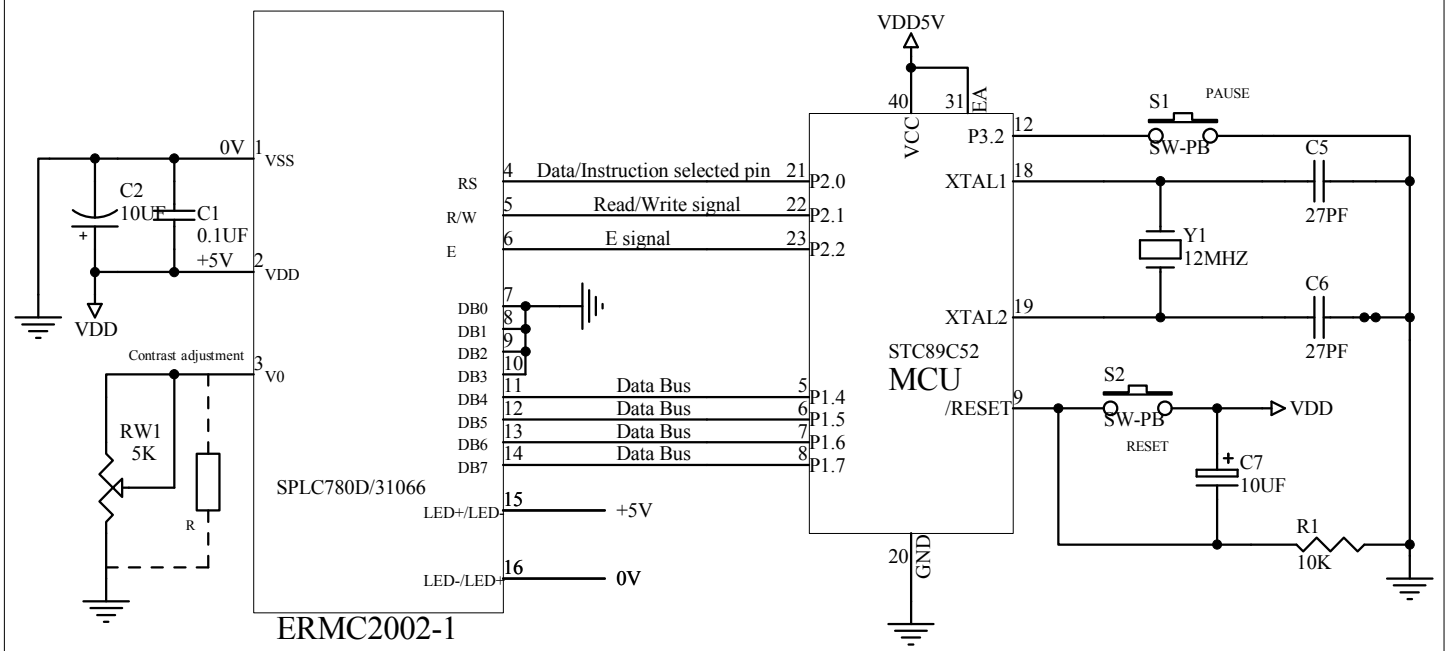 VDD5V
40
31
VCC
EA
PAUSE
S1
SW-PB
P3.2
12
0V
1
VSS
C2
10UF
+
C1
0.1UF
+5V
2
VDD
VDD
Contrast adjustment
3
V0
RW1
5K
R
SPLC780D/31066
ERMC2002-1
RS
4
Data/Instruction selected pin
21
P2.0
R/W
5
Read/Write signal
22
P2.1
E
6
E signal
23
P2.2
DB0
7
DB1
8
DB2
9
DB3
10
DB4
11
Data Bus
5
P1.4
DB5
12
Data Bus
6
P1.5
DB6
13
Data Bus
7
P1.6
DB7
14
Data Bus
8
P1.7
LED+/LED-
15
+5V
LED-/LED+
16
0V
XTAL1
18
C5
27PF
Y1
12MHZ
XTAL2
19
C6
27PF
STC89C52
MCU
/RESET
9
S2
SW-PB
RESET
VDD
+
C7
10UF
R1
10K
20
GND